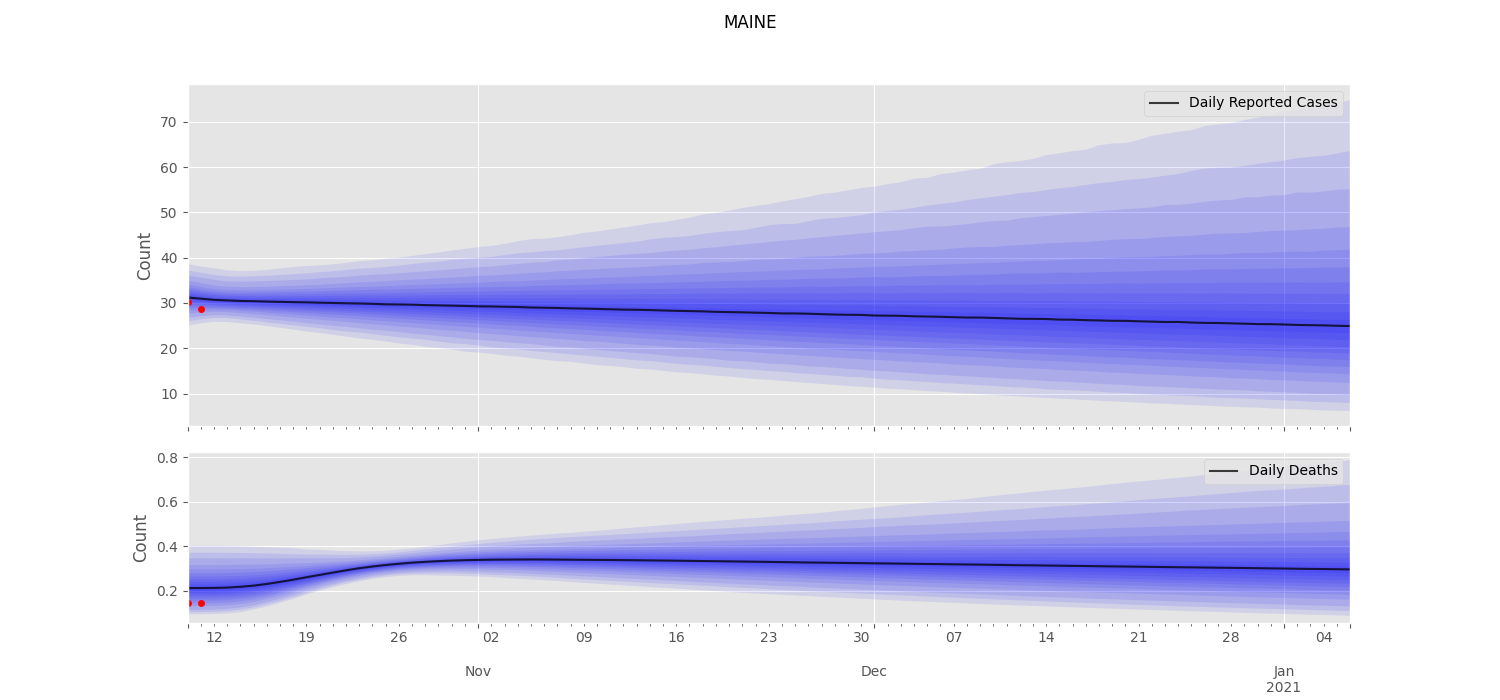 MAINE
Daily Reported Cases
70
60
50
40
30
20
10
Count
Daily Deaths
0.8
0.6
0.4
0.2
Count
12 19 26 02 09 16 23 30 07 14 21 28 04
Nov Dec Jan
2021